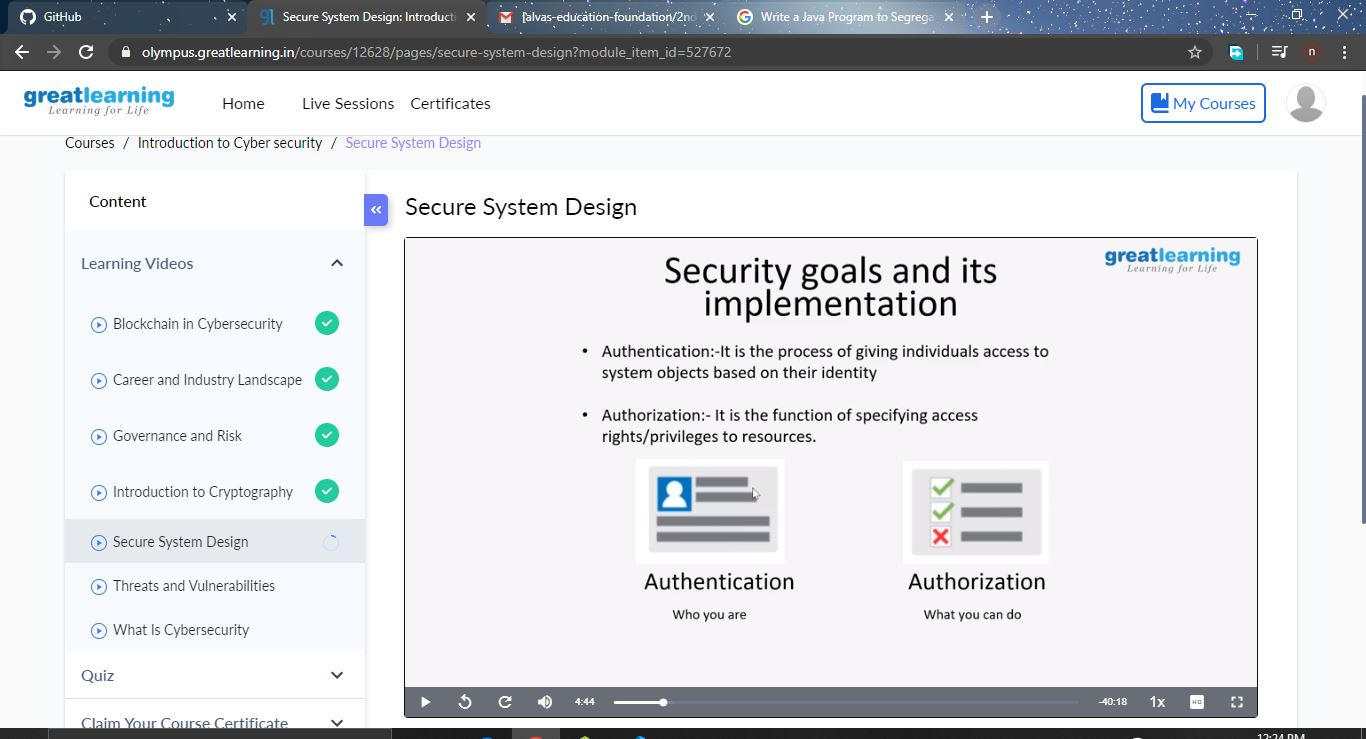 GitHub
Secure System Design: Introducti
[alvas-education-foundation/2nd
Write a Java Program to Segrega
olympus.greatlearning.in/courses/12628/pages/secure-system-design?module_item_id=527672
n
greatlearning
Learning for Life
Home
Live Sessions
Certificates
My Courses
Courses / Introduction to Cyber security / Secure System Design
Content
«
Secure System Design
Learning Videos
Blockchain in Cybersecurity
Career and Industry Landscape
Governance and Risk
Introduction to Cryptography
Secure System Design
Threats and Vulnerabilities
What Is Cybersecurity
Quiz
Claim Your Course Certificate
greatlearning
Learning for Life
Security goals and its
implementation
• Authentication:-It is the process of giving individuals access to
system objects based on their identity
• Authorization:- It is the function of specifying access
rights/privileges to resources.
Authentication
Authorization
Who you are
What you can do
4:44
-40:18
1x
HD
12:24 PM